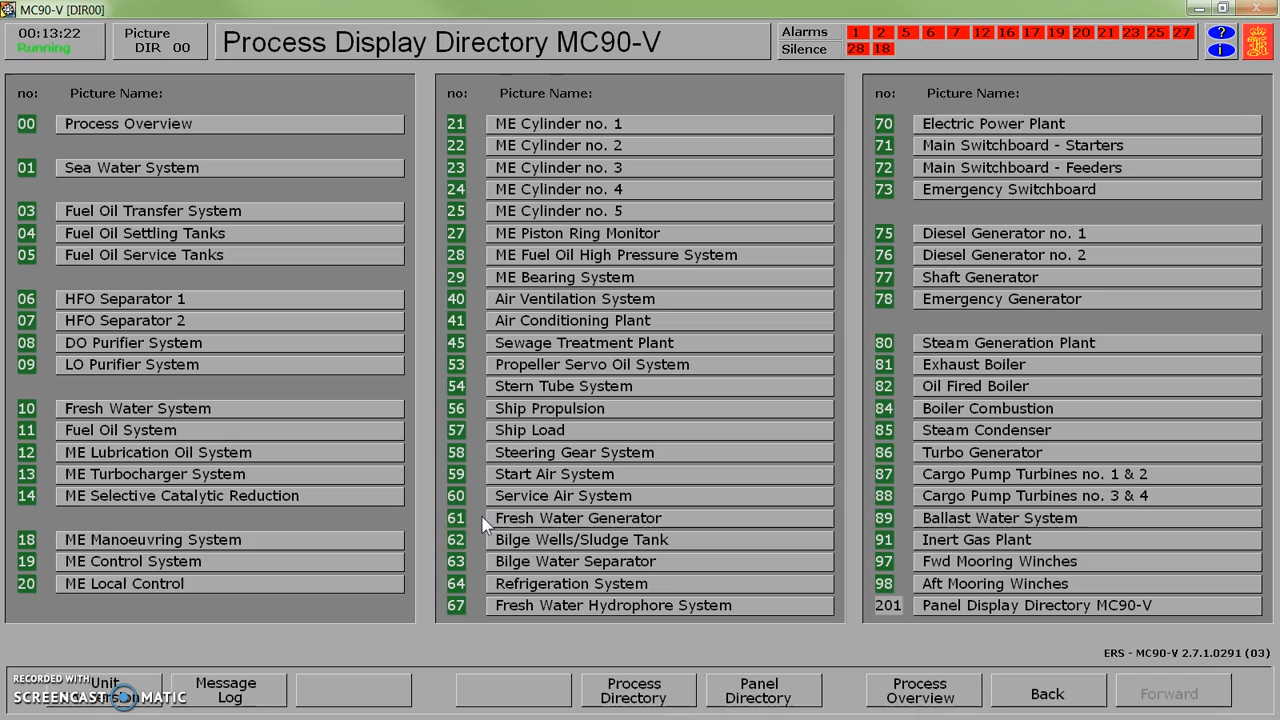 MC90-V [DIR00]
00:13:22
Running
Picture
DIR 00
Process Display Directory MC90-V
Alarms 1 2 5 6 7 12 16 17 19 20 21 23 25 27
Silence 28 18
? i
no: Picture Name:
00 Process Overview
01 Sea Water System
03 Fuel Oil Transfer System
04 Fuel Oil Settling Tanks
05 Fuel Oil Service Tanks
06 HFO Separator 1
07 HFO Separator 2
08 DO Purifier System
09 LO Purifier System
10 Fresh Water System
11 Fuel Oil System
12 ME Lubrication Oil System
13 ME Turbocharger System
14 ME Selective Catalytic Reduction
18 ME Manoeuvring System
19 ME Control System
20 ME Local Control
no: Picture Name:
21 ME Cylinder no. 1
22 ME Cylinder no. 2
23 ME Cylinder no. 3
24 ME Cylinder no. 4
25 ME Cylinder no. 5
27 ME Piston Ring Monitor
28 ME Fuel Oil High Pressure System
29 ME Bearing System
40 Air Ventilation System
41 Air Conditioning Plant
45 Sewage Treatment Plant
53 Propeller Servo Oil System
54 Stern Tube System
56 Ship Propulsion
57 Ship Load
58 Steering Gear System
59 Start Air System
60 Service Air System
61 Fresh Water Generator
62 Bilge Wells/Sludge Tank
63 Bilge Water Separator
64 Refrigeration System
67 Fresh Water Hydrophore System
no: Picture Name:
70 Electric Power Plant
71 Main Switchboard - Starters
72 Main Switchboard - Feeders
73 Emergency Switchboard
75 Diesel Generator no. 1
76 Diesel Generator no. 2
77 Shaft Generator
78 Emergency Generator
80 Steam Generation Plant
81 Exhaust Boiler
82 Oil Fired Boiler
84 Boiler Combustion
85 Steam Condenser
86 Turbo Generator
87 Cargo Pump Turbines no. 1 & 2
88 Cargo Pump Turbines no. 3 & 4
89 Ballast Water System
91 Inert Gas Plant
97 Fwd Mooring Winches
98 Aft Mooring Winches
201 Panel Display Directory MC90-V
ERS - MC90-V 2.7.1.0291 (03)
RECORDED WITH
SCREENCAST MATIC
Unit
Message
Log
Process
Directory
Panel
Directory
Process
Overview
Back
Forward